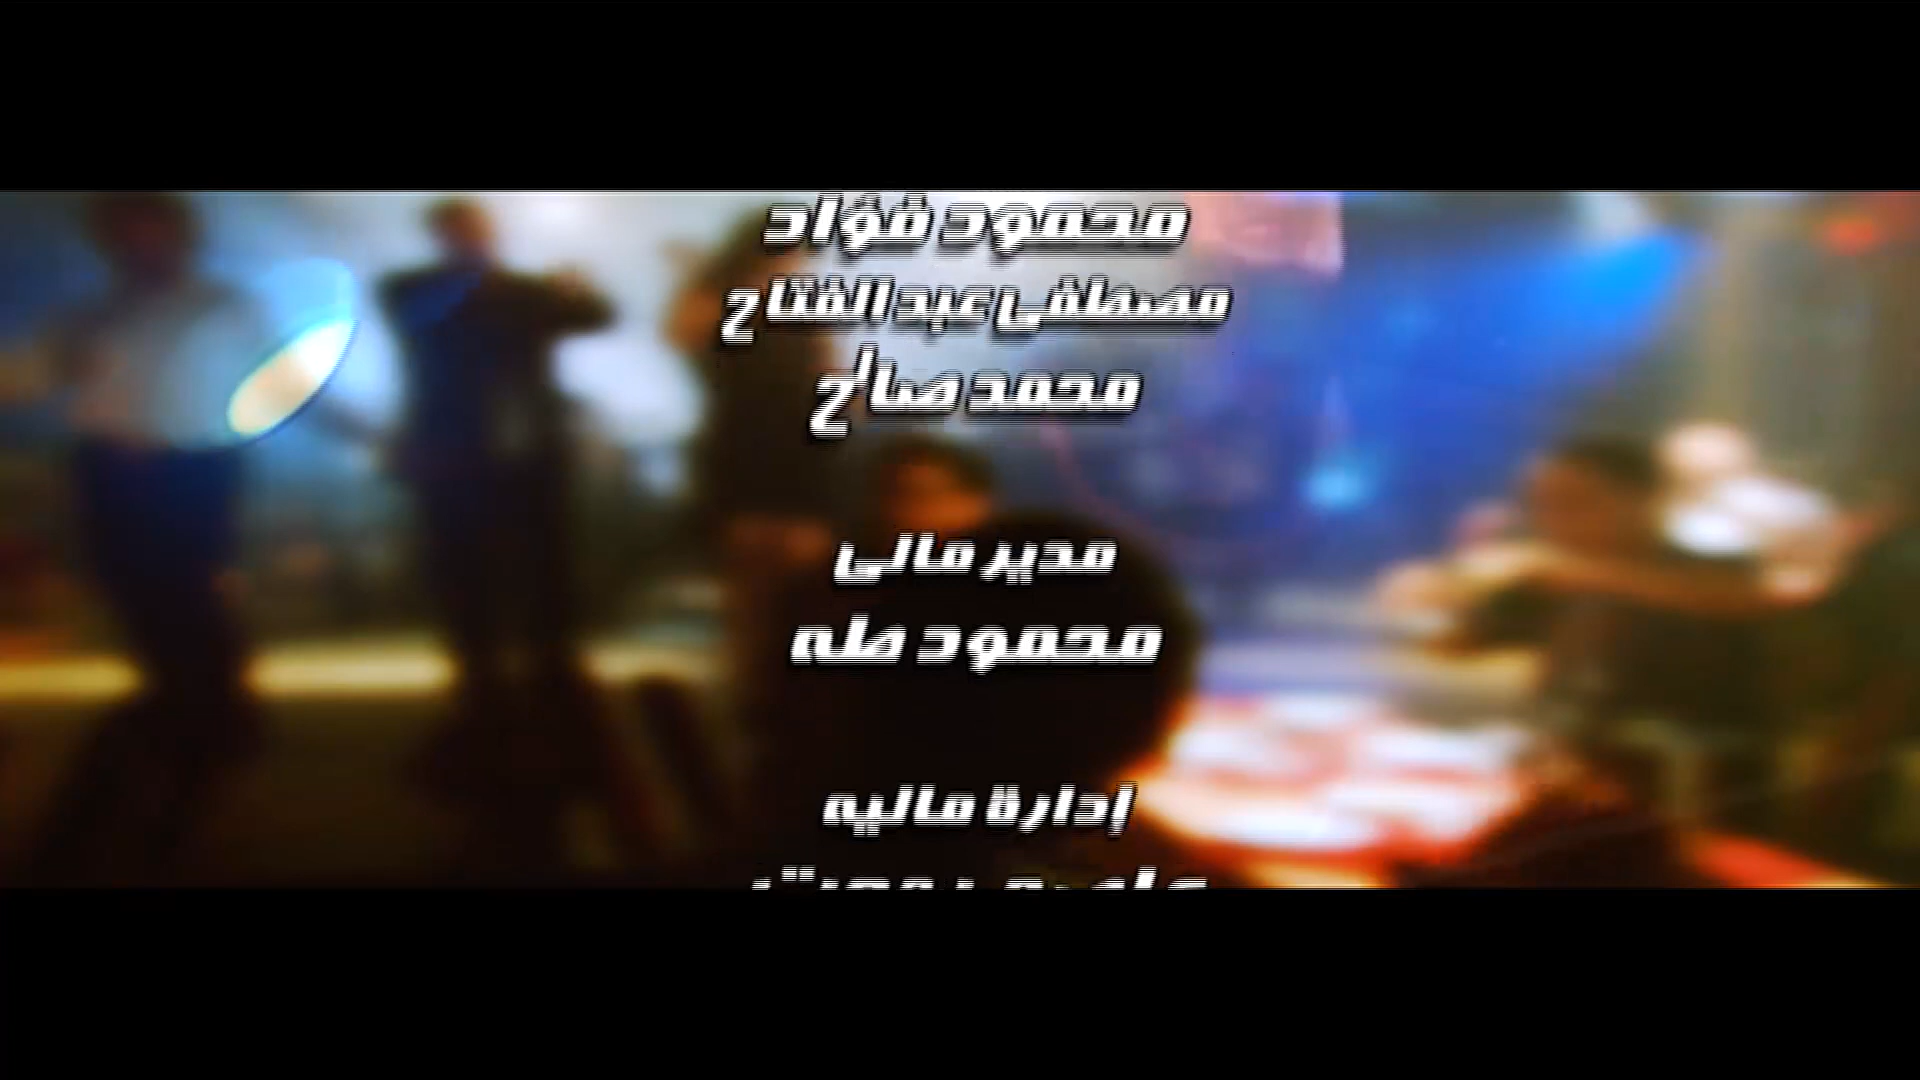 محمود فؤاد
مصطفى عبد الفتاح
محمد صالح
مدير مالى
محمود طه
إدارة ماليه